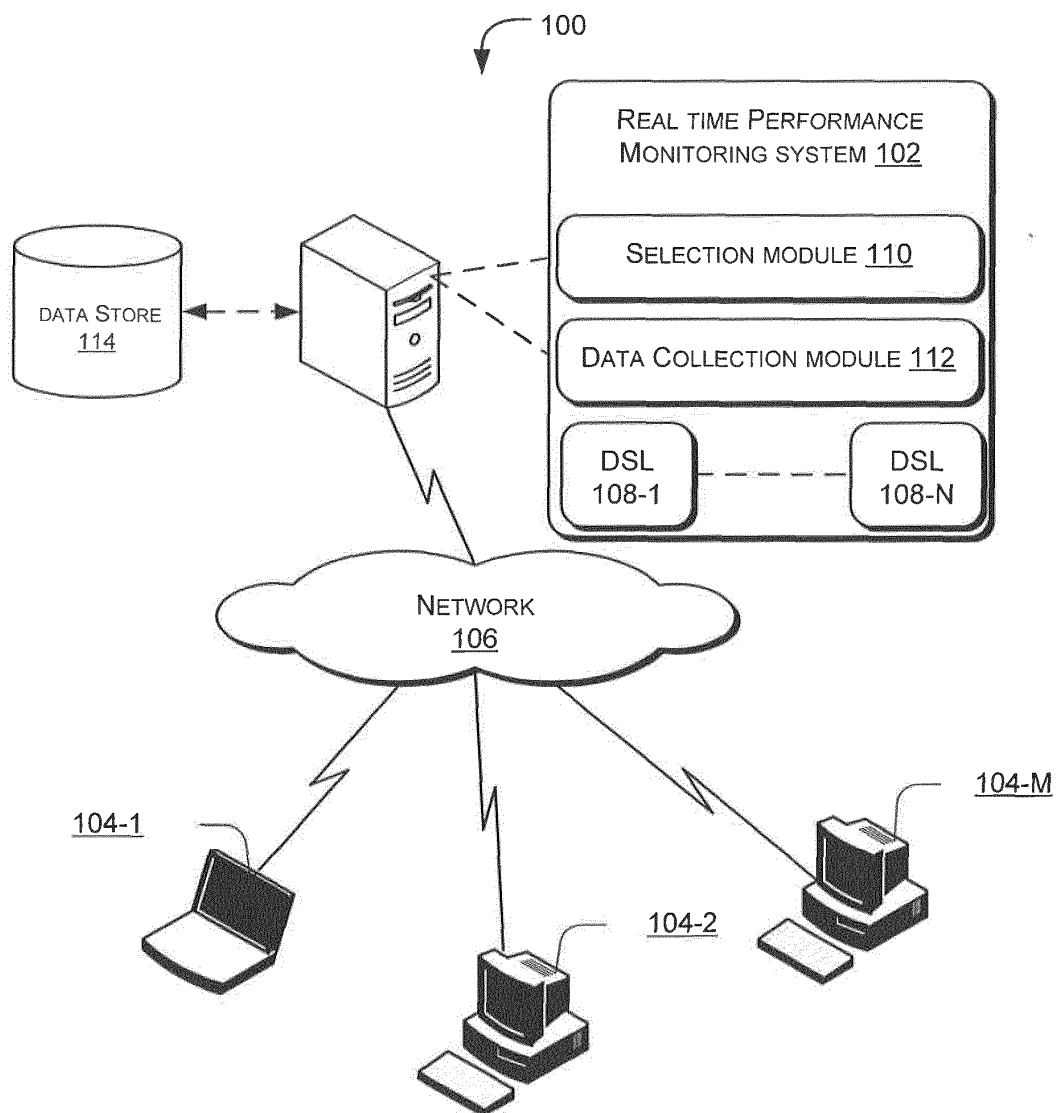 100
REAL TIME PERFORMANCE
MONITORING SYSTEM 102
SELECTION MODULE 110
DATA STORE
114
DATA COLLECTION MODULE 112
DSL
108-1
DSL
108-N
NETWORK
106
104-M
104-1
104-2